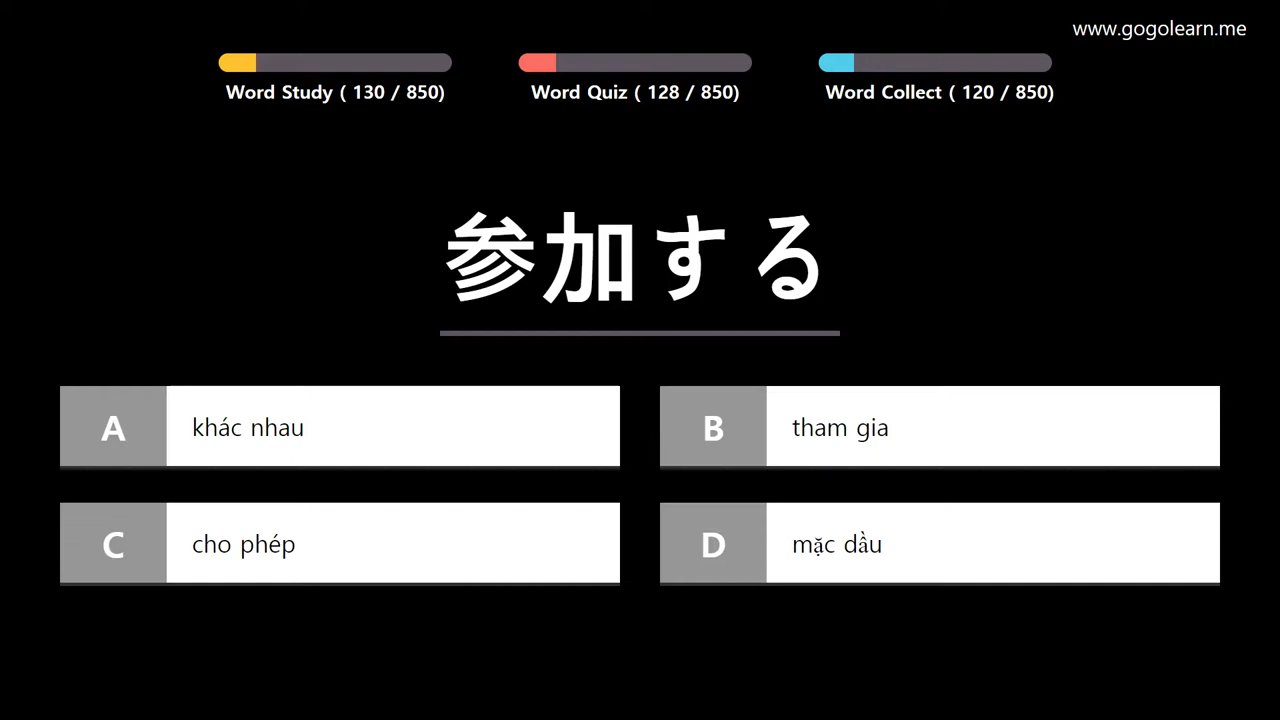 www.gogolearn.me
Word Study ( 130 / 850)
Word Quiz ( 128 / 850)
Word Collect ( 120 / 850)
参加する
A khác nhau
B tham gia
C cho phép
D mặc dầu